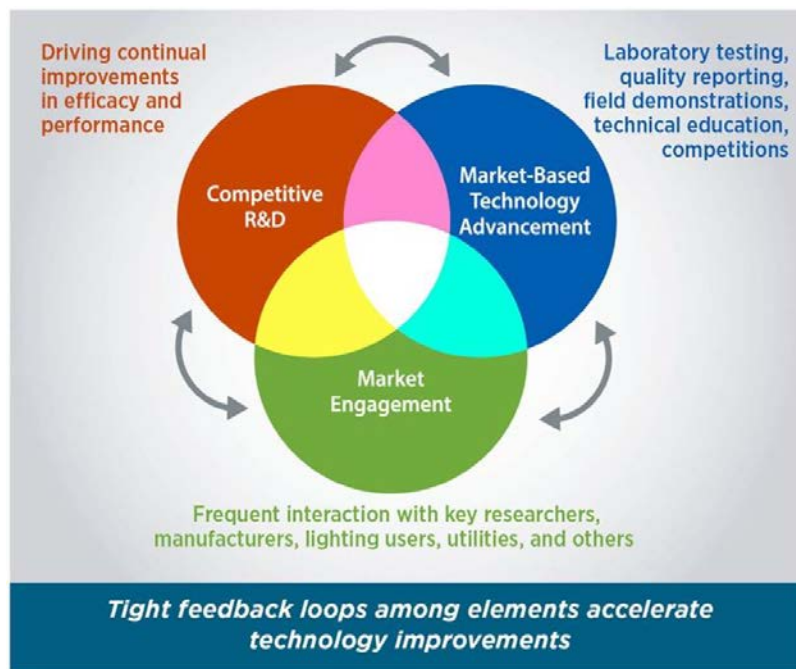 Driving continual
improvements
in efficacy and
performance
Laboratory testing,
quality reporting,
field demonstrations,
technical education,
competitions
Competitive
R&D
Market-Based
Technology
Advancement
Market
Engagement
Frequent interaction with key researchers,
manufacturers, lighting users, utilities, and others
Tight feedback loops among elements accelerate
technology improvements